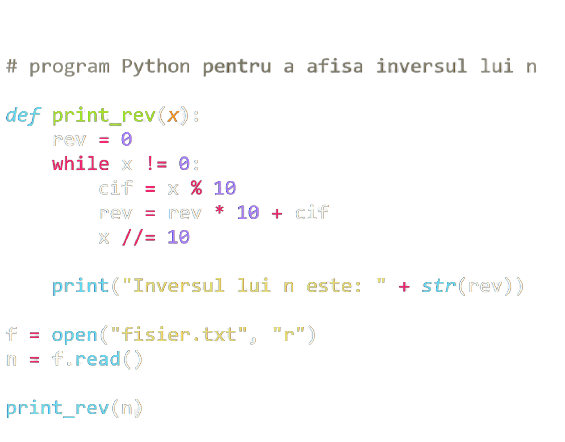 # program Python pentru a afisa inversul lui n
def print_rev(x):
    rev = 0
    while x != 0:
        cif = x % 10
        rev = rev * 10 + cif
        x //= 10
    print("Inversul lui n este: " + str(rev))
f = open("fisier.txt", "r")
n = f.read()
print_rev(n)